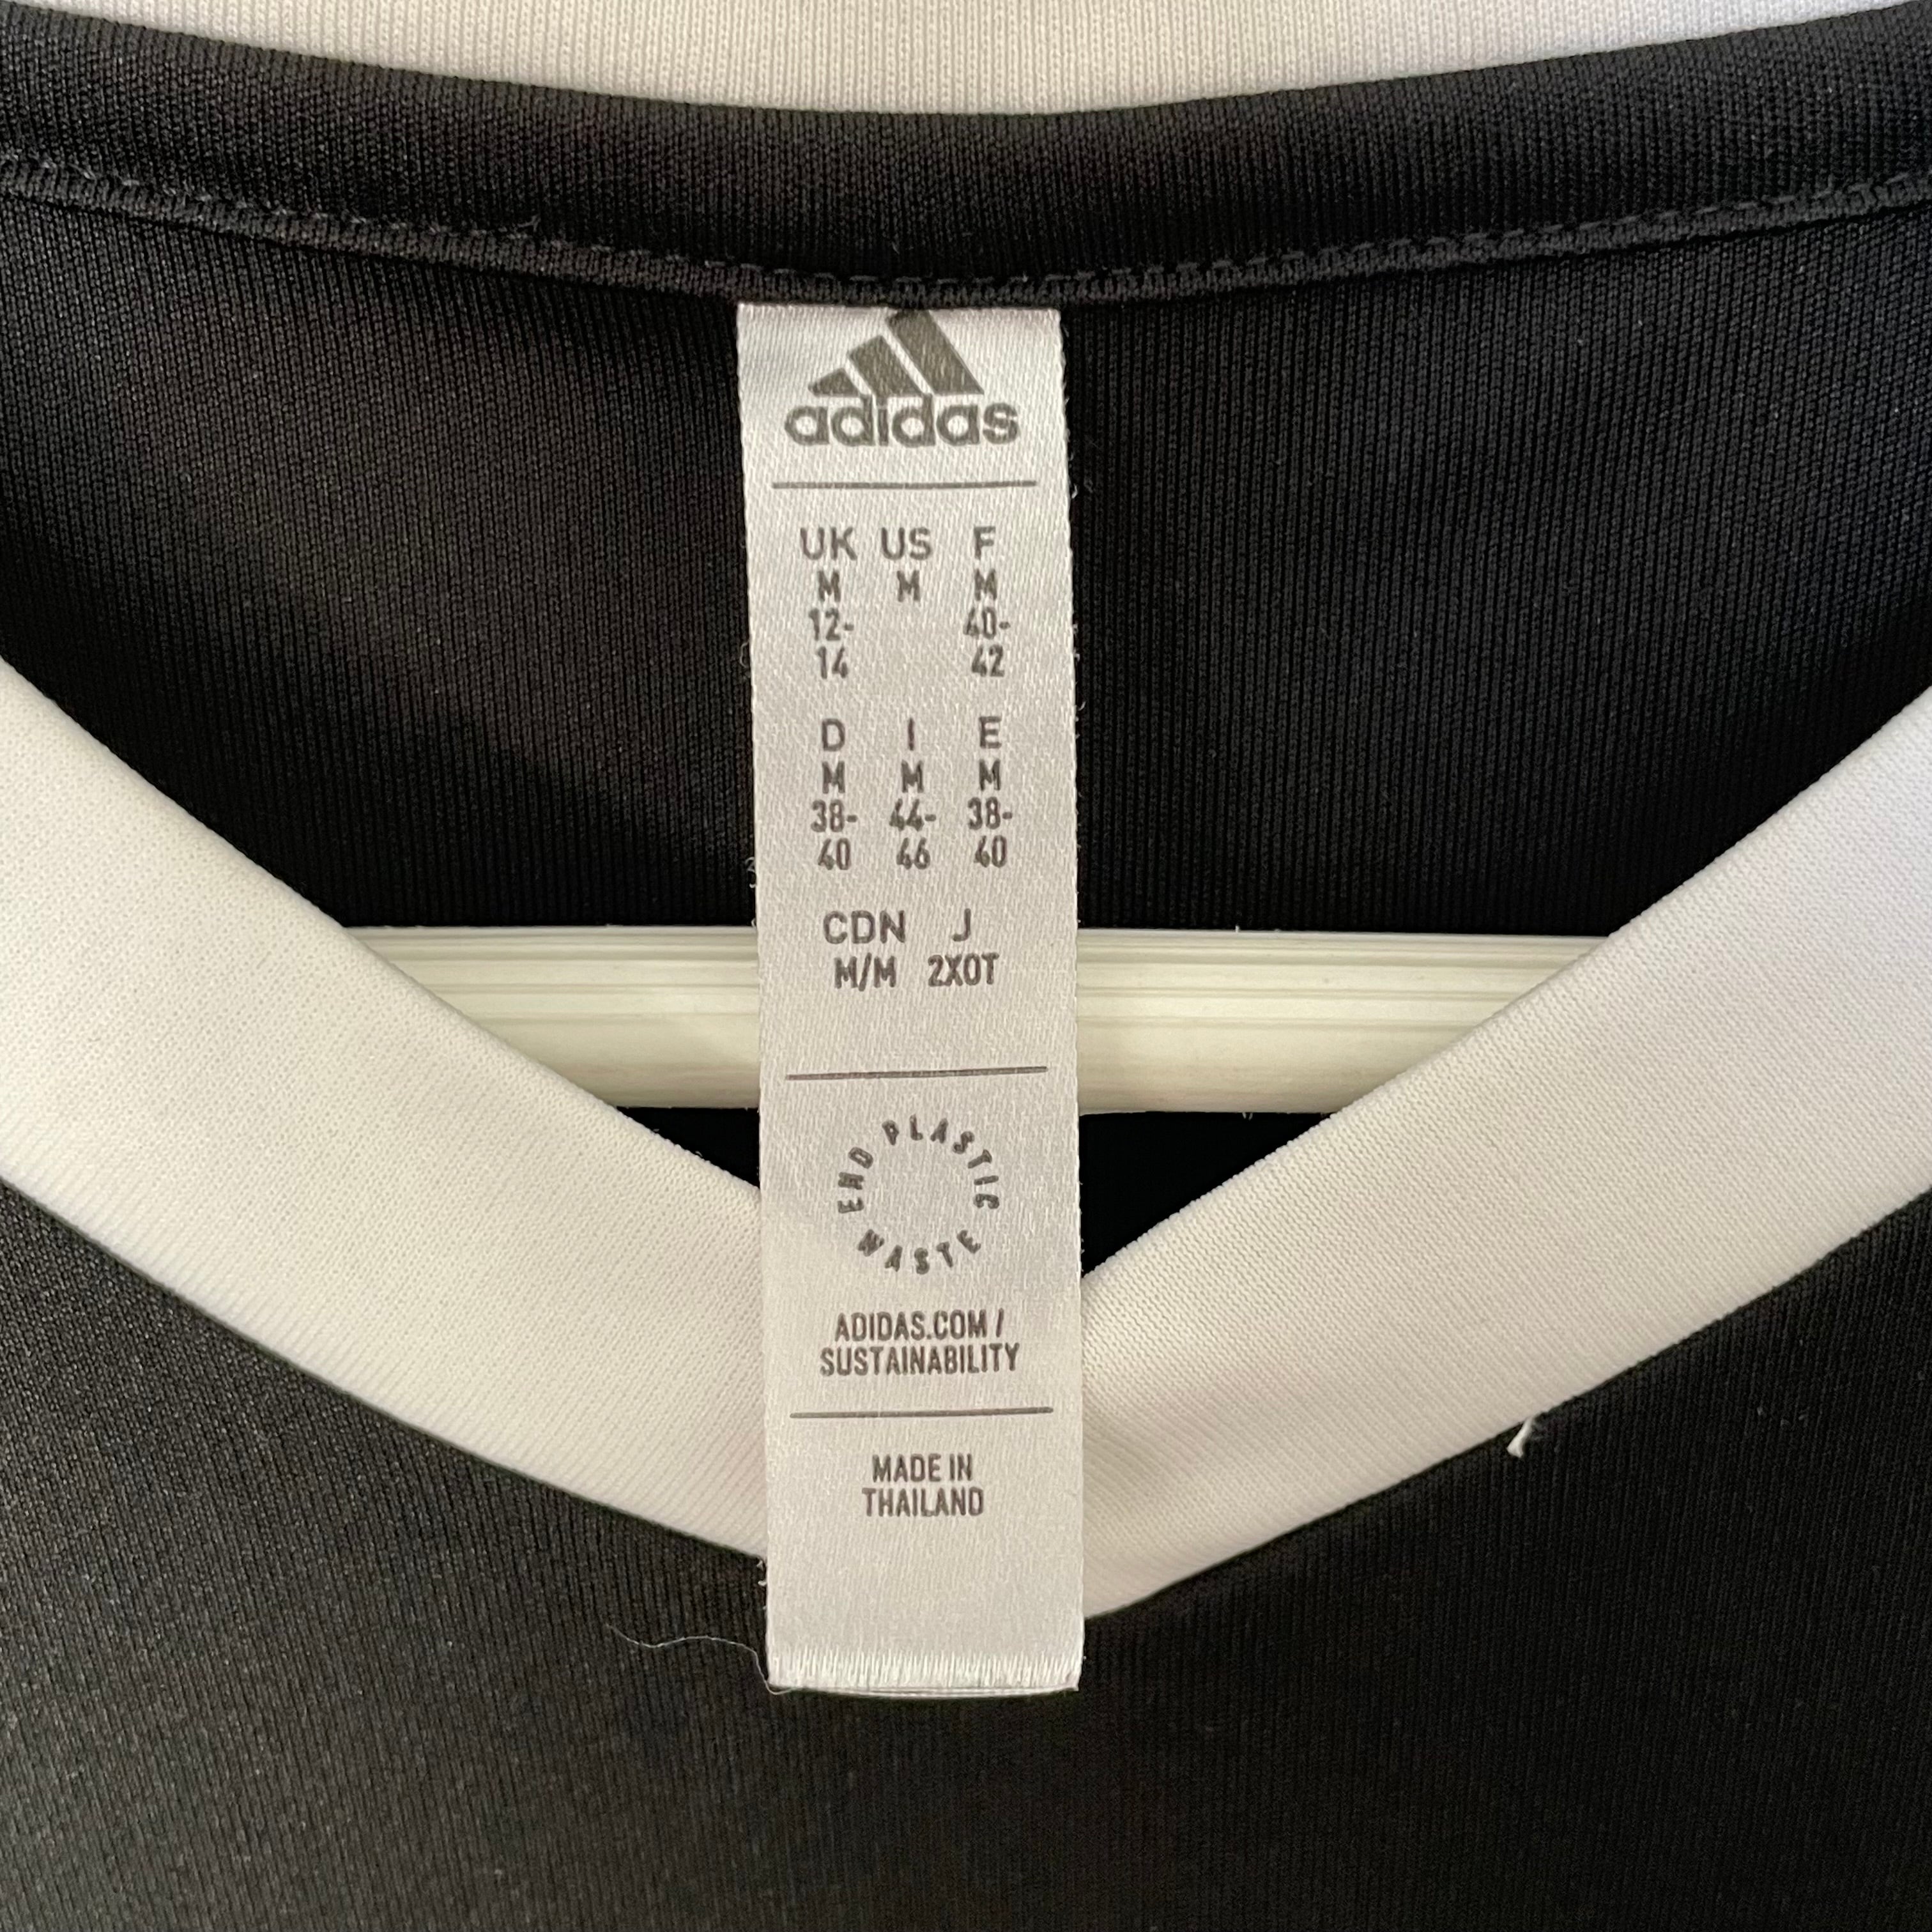 adidas
UK US F
M M M
12- 40-
14 42
D I E
M M M
38- 44- 38-
40 46 40
CDN J
M/M 2XOT
END PLASTIC WASTE
ADIDAS.COM /
SUSTAINABILITY
MADE IN
THAILAND